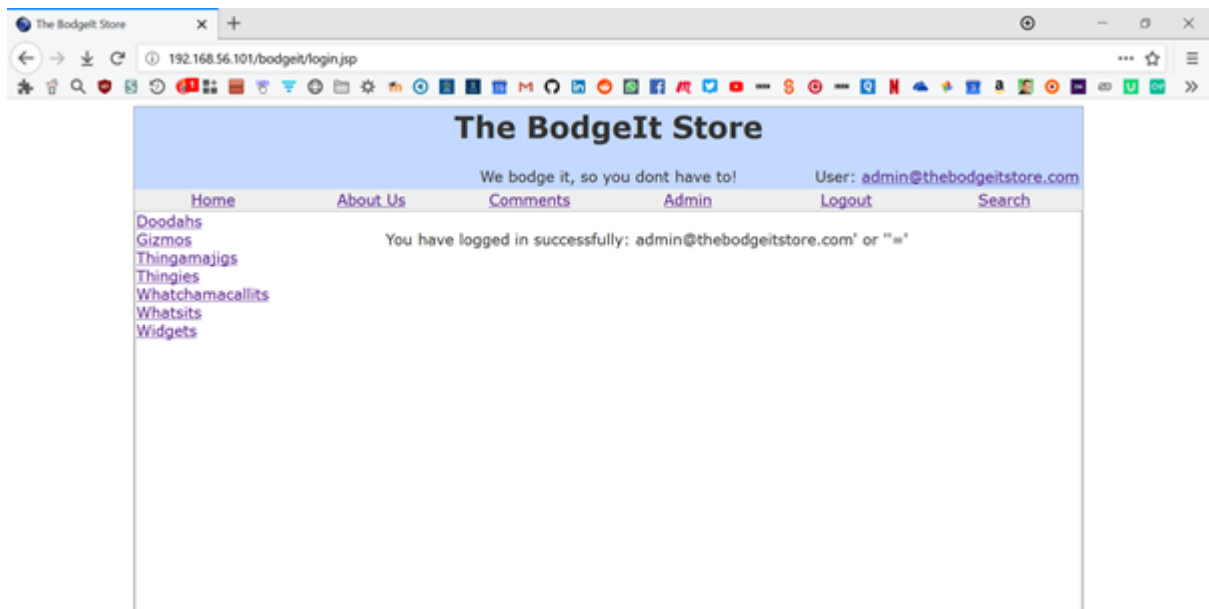 The BodgeIt Store
192.168.56.101/bodgeit/login.jsp
The BodgeIt Store
We bodge it, so you dont have to!
User: admin@thebodgeitstore.com
Home
About Us
Comments
Admin
Logout
Search
Doodahs
Gizmos
Thingamajigs
Thingies
Whatchamacallits
Whatsits
Widgets
You have logged in successfully: admin@thebodgeitstore.com' or ''='